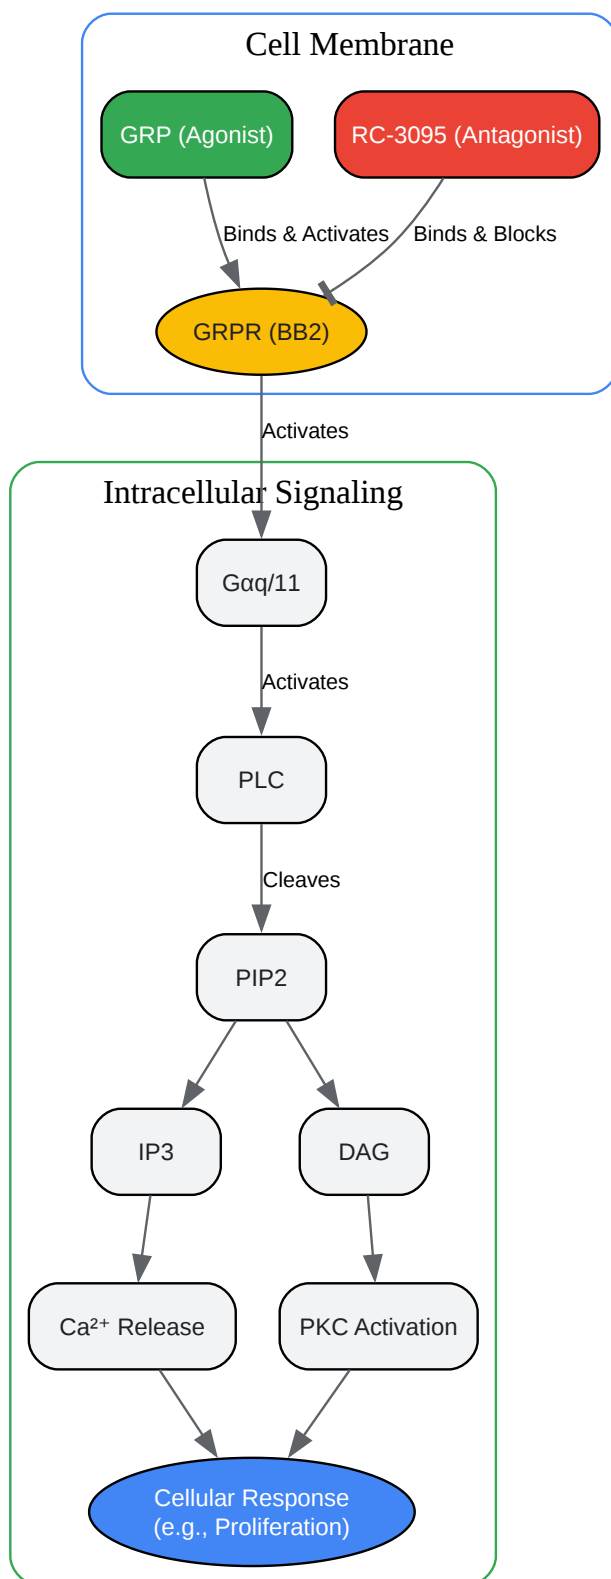 Cell Membrane
GRP (Agonist)
RC-3095 (Antagonist)
Binds & Activates
Binds & Blocks
GRPR (BB2)
Activates
Intracellular Signaling
Gαq/11
Activates
PLC
Cleaves
PIP2
IP3
DAG
Ca²⁺ Release
PKC Activation
Cellular Response
(e.g., Proliferation)